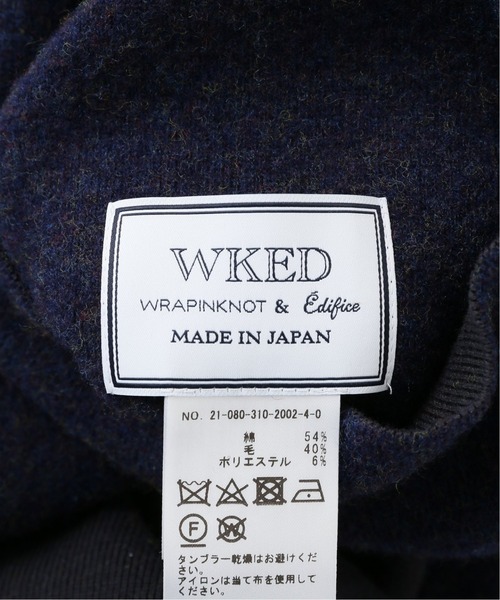 WKED
WRAPINKNOT & Édifice
MADE IN JAPAN
NO. 21-080-310-2002-4-0
綿 54%
毛 40%
ポリエステル 6%
F W
タンブラー乾燥はお避けくだ
さい。
アイロンは当て布を使用して
ください。